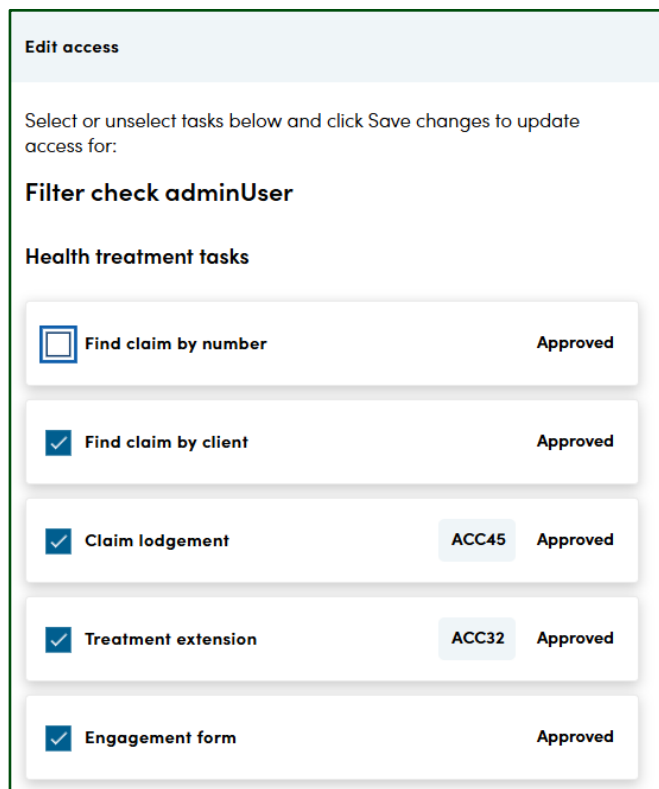 Edit access
Select or unselect tasks below and click Save changes to update
access for:
Filter check adminUser
Health treatment tasks
Find claim by number Approved
Find claim by client Approved
Claim lodgement ACC45 Approved
Treatment extension ACC32 Approved
Engagement form Approved